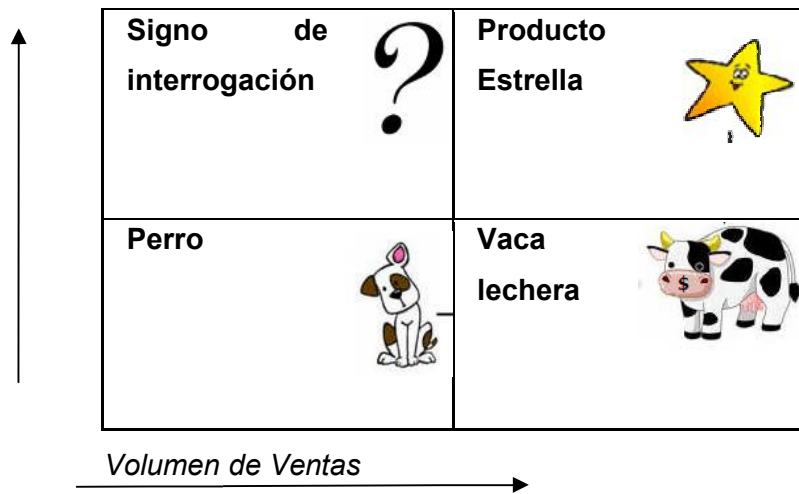 Signo de
interrogación
Producto
Estrella
Perro
Vaca
lechera
$
Volumen de Ventas